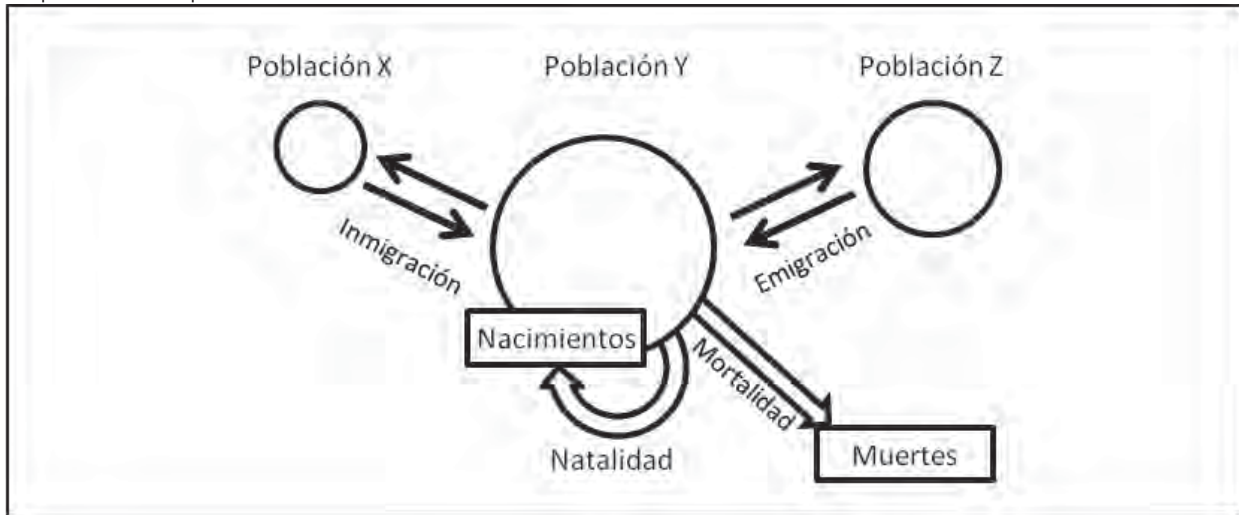 Población X
Población Y
Población Z
Inmigración
Emigración
Nacimientos
Mortalidad
Natalidad
Muertes